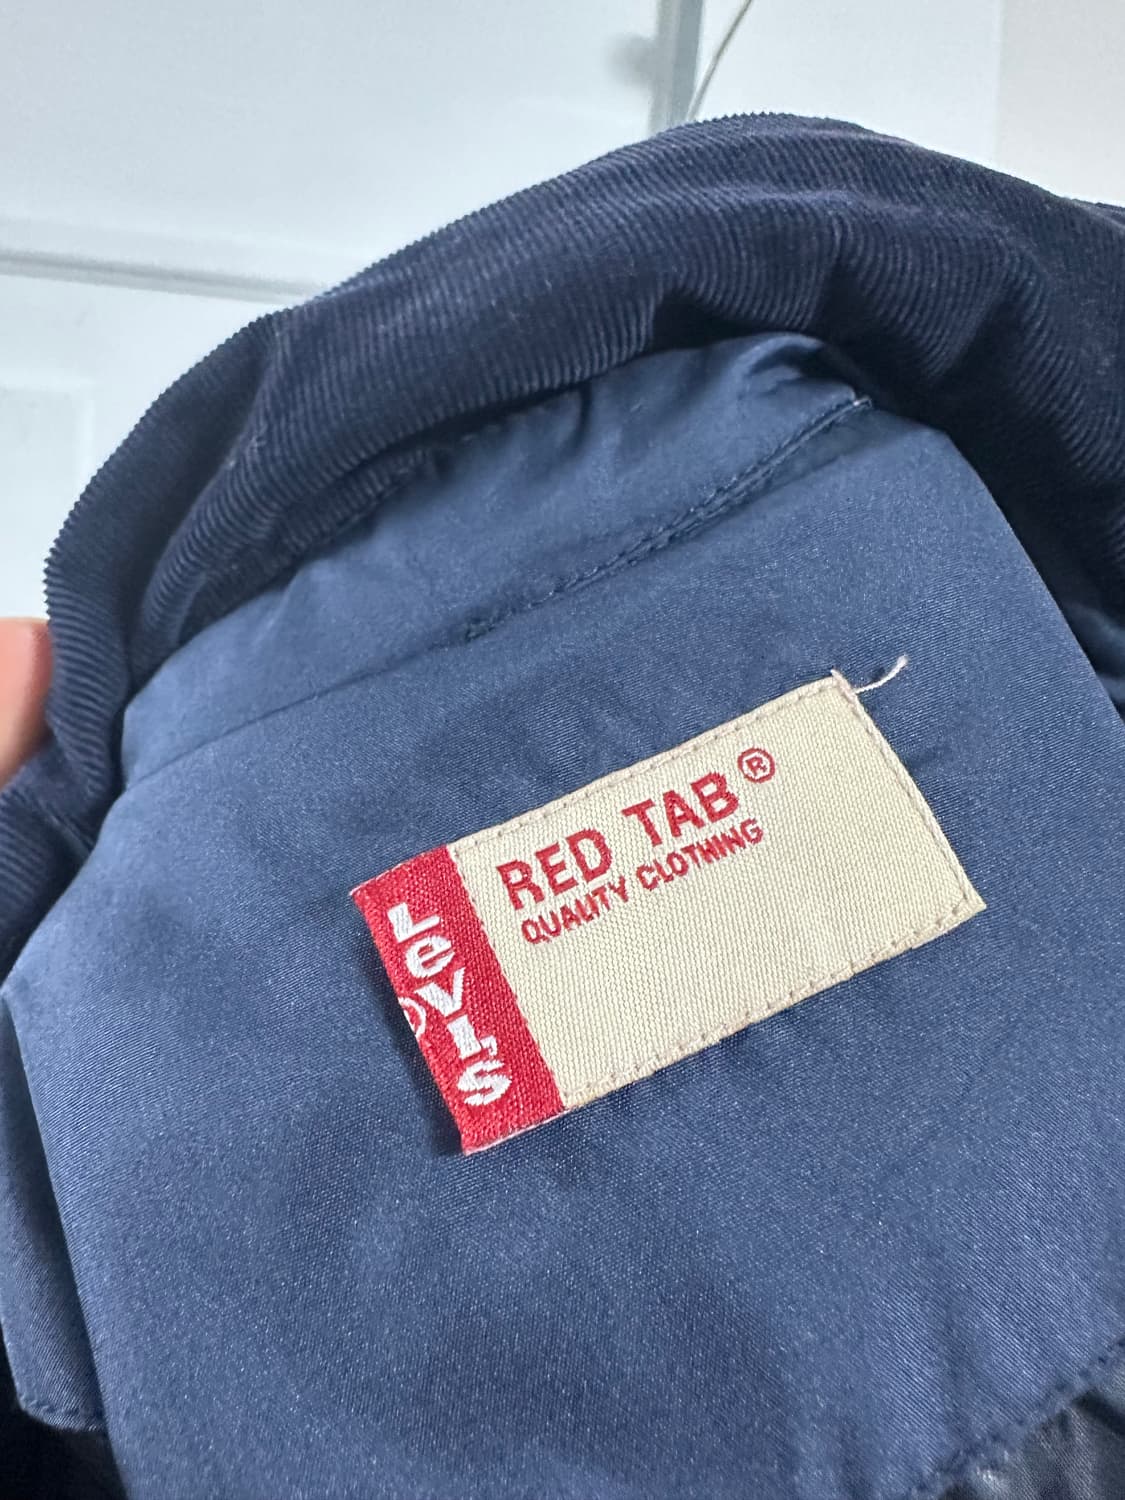 RED TAB ®
QUALITY CLOTHING
LeVI'S
®